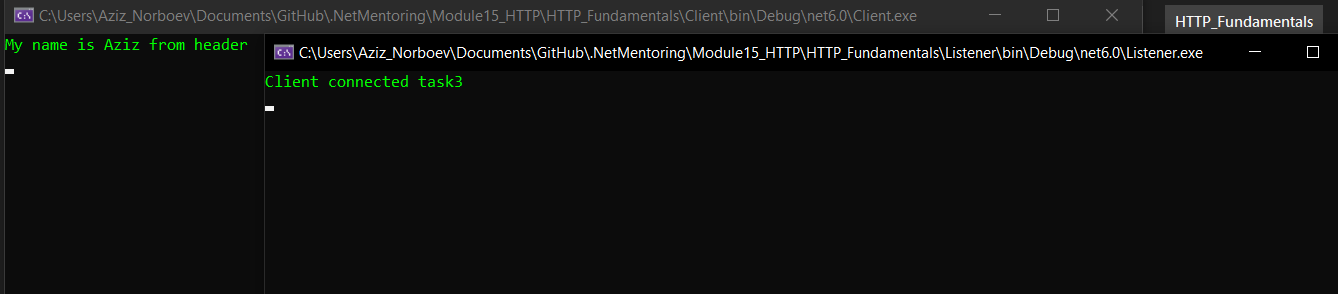 C:\Users\Aziz_Norboev\Documents\GitHub\.NetMentoring\Module15_HTTP\HTTP_Fundamentals\Client\bin\Debug\net6.0\Client.exe
HTTP_Fundamentals
My name is Aziz from header
C:\Users\Aziz_Norboev\Documents\GitHub\.NetMentoring\Module15_HTTP\HTTP_Fundamentals\Listener\bin\Debug\net6.0\Listener.exe
Client connected task3